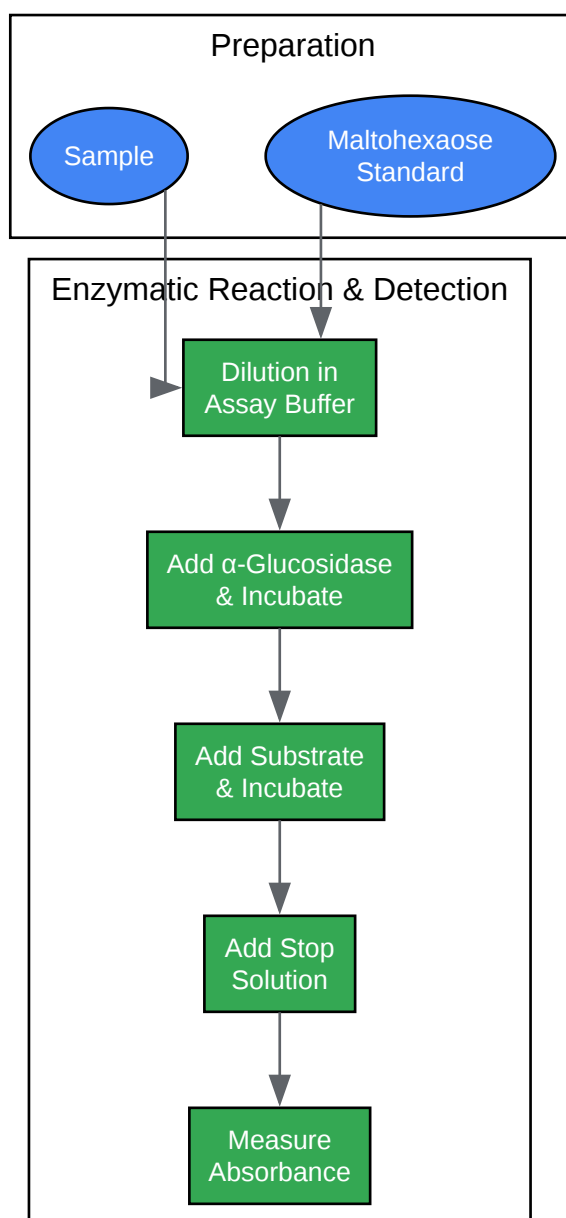 Preparation
Sample
Maltohexaose
Standard
Enzymatic Reaction & Detection
Dilution in
Assay Buffer
Add α-Glucosidase
& Incubate
Add Substrate
& Incubate
Add Stop
Solution
Measure
Absorbance